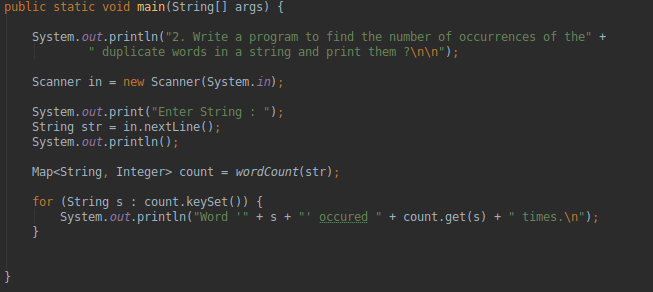 public static void main(String[] args) {
System.out.println("2. Write a program to find the number of occurrences of the" +
" duplicate words in a string and print them ?\n\n");
Scanner in = new Scanner(System.in);
System.out.print("Enter String : ");
String str = in.nextLine();
System.out.println();
Map<String, Integer> count = wordCount(str);
for (String s : count.keySet()) {
System.out.println("Word '" + s + "' occured " + count.get(s) + " times.\n");
}
}